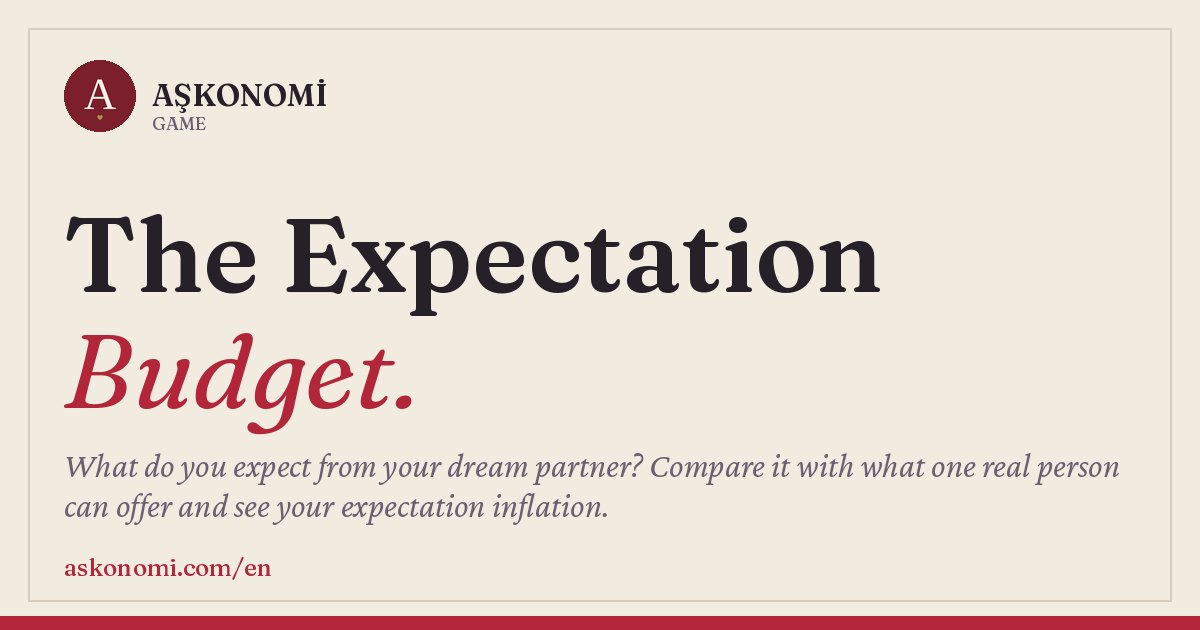 A
AŞKONOMİ
GAME
The Expectation
Budget.
What do you expect from your dream partner? Compare it with what one real person
can offer and see your expectation inflation.
askonomi.com/en